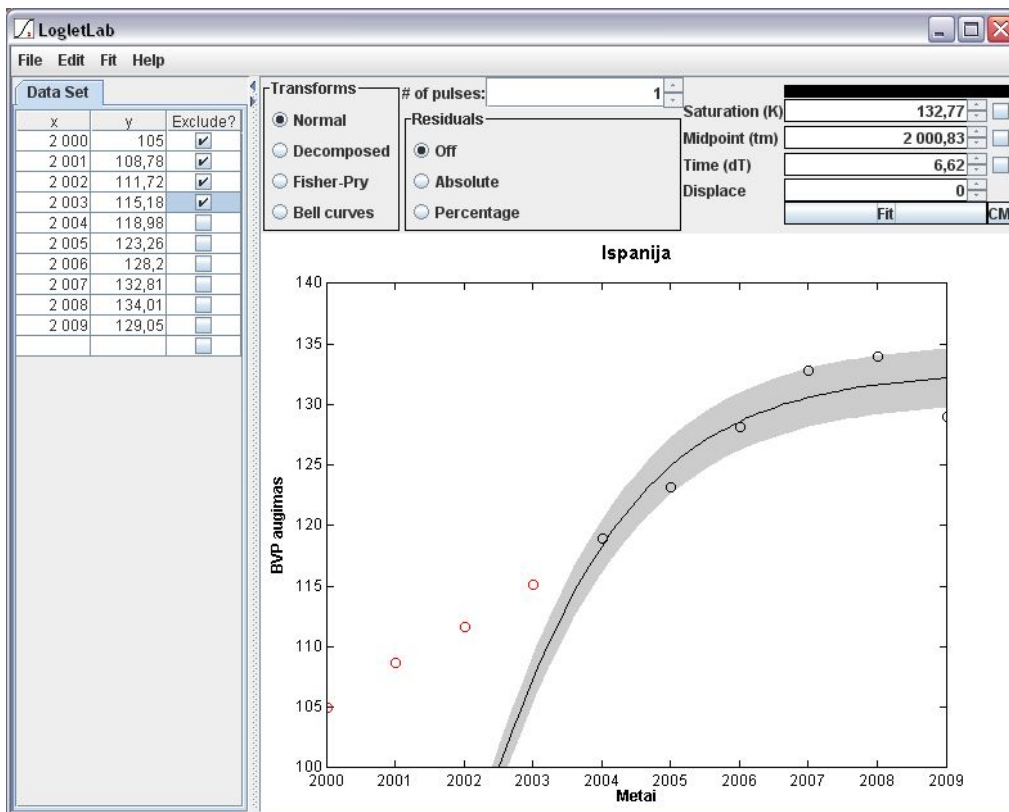 LogletLab
File Edit Fit Help
Data Set
x y Exclude?
2 000 105
2 001 108,78
2 002 111,72
2 003 115,18
2 004 118,98
2 005 123,26
2 006 128,2
2 007 132,81
2 008 134,01
2 009 129,05
Transforms
Normal
Decomposed
Fisher-Pry
Bell curves
# of pulses: 1
Residuals
Off
Absolute
Percentage
Saturation (K) 132,77
Midpoint (tm) 2 000,83
Time (dT) 6,62
Displace 0
Fit CM
Ispanija
140
135
130
125
120
115
110
105
100
BVP augimas
2000 2001 2002 2003 2004 2005 2006 2007 2008 2009
Metai